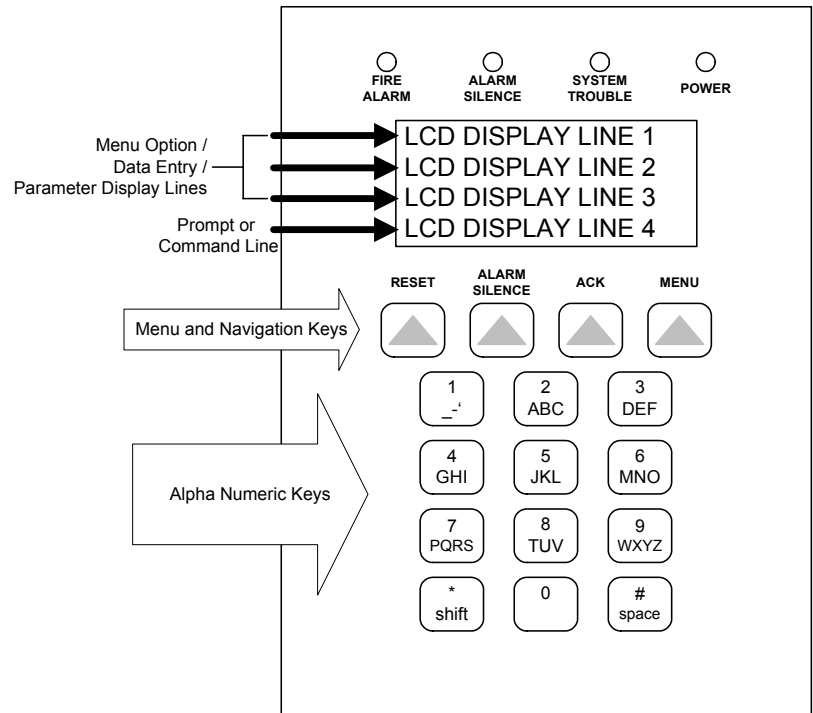 FIRE
ALARM
ALARM
SILENCE
SYSTEM
TROUBLE
POWER
Menu Option /
Data Entry /
Parameter Display Lines
LCD DISPLAY LINE 1
LCD DISPLAY LINE 2
LCD DISPLAY LINE 3
LCD DISPLAY LINE 4
Prompt or
Command Line
RESET
ALARM
SILENCE
ACK
MENU
Menu and Navigation Keys
1
_-‘
2
ABC
3
DEF
4
GHI
5
JKL
6
MNO
Alpha Numeric Keys
7
PQRS
8
TUV
9
WXYZ
*
shift
0
#
space